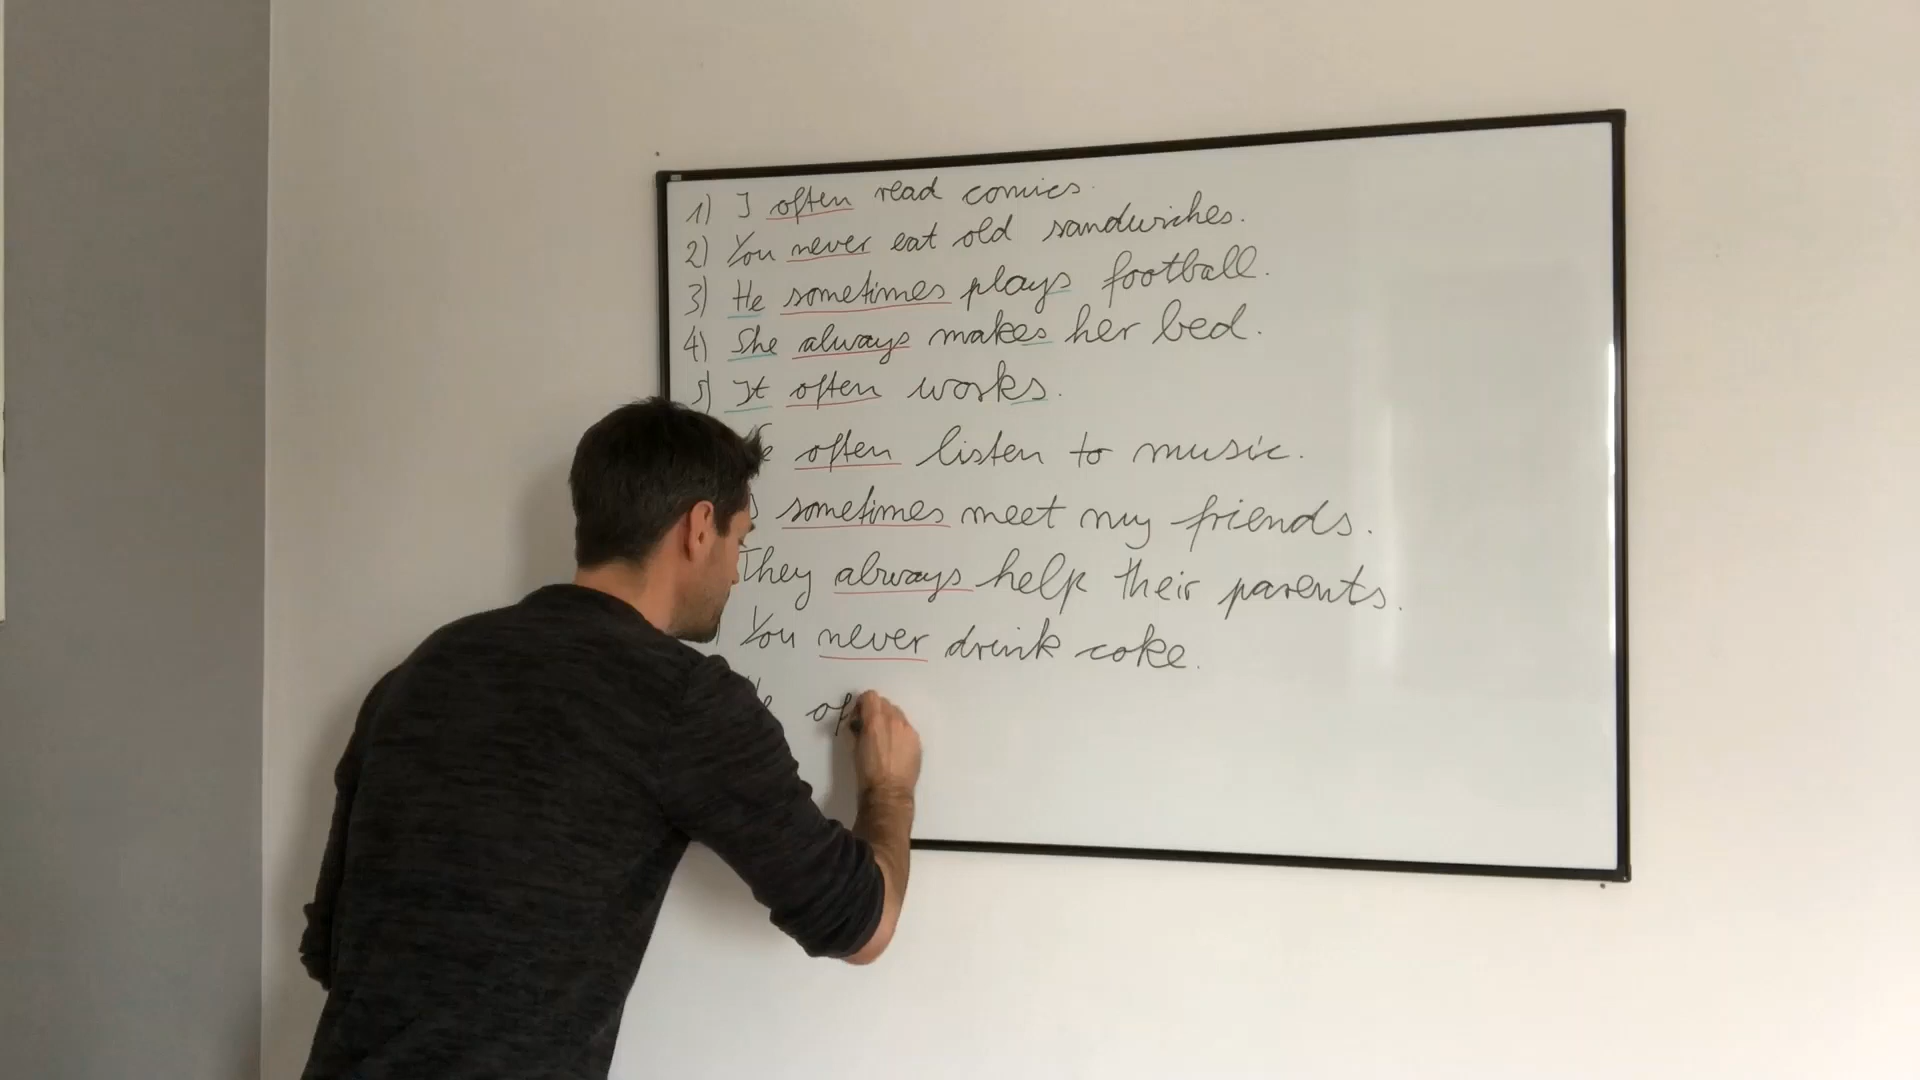 1) I often read comics.
2) You never eat old sandwiches.
3) He sometimes plays football.
4) She always makes her bed.
5) It often works.
often listen to music.
sometimes meet my friends.
They always help their parents.
You never drink coke.